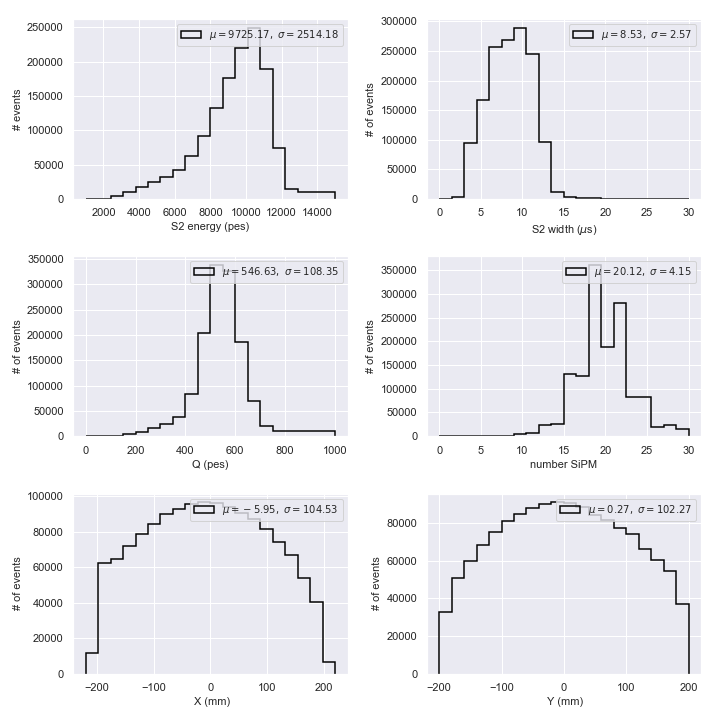 250000
200000
150000
100000
50000
0
# events
μ = 9725.17, σ = 2514.18
2000 4000 6000 8000 10000 12000 14000
S2 energy (pes)
300000
250000
200000
150000
100000
50000
0
# of events
μ = 8.53, σ = 2.57
0 5 10 15 20 25 30
S2 width (μs)
350000
300000
250000
200000
150000
100000
50000
0
# of events
μ = 546.63, σ = 108.35
0 200 400 600 800 1000
Q (pes)
350000
300000
250000
200000
150000
100000
50000
0
# of events
μ = 20.12, σ = 4.15
0 5 10 15 20 25 30
number SiPM
100000
80000
60000
40000
20000
0
# of events
μ = −5.95, σ = 104.53
−200 −100 0 100 200
X (mm)
80000
60000
40000
20000
0
# of events
μ = 0.27, σ = 102.27
−200 −100 0 100 200
Y (mm)